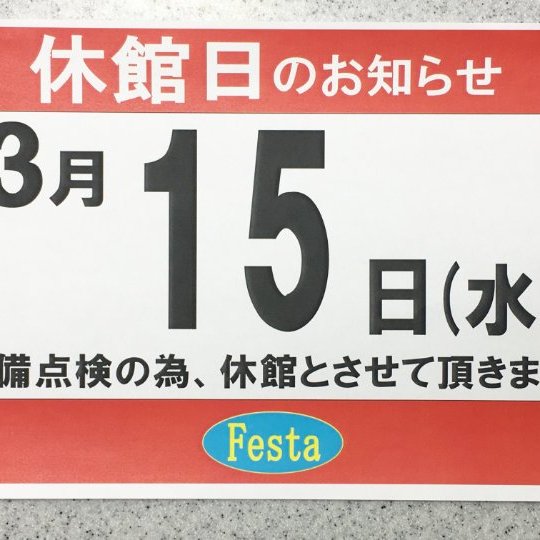 休館日のお知らせ
3月15日(水
備点検の為、休館とさせて頂きま
Festa